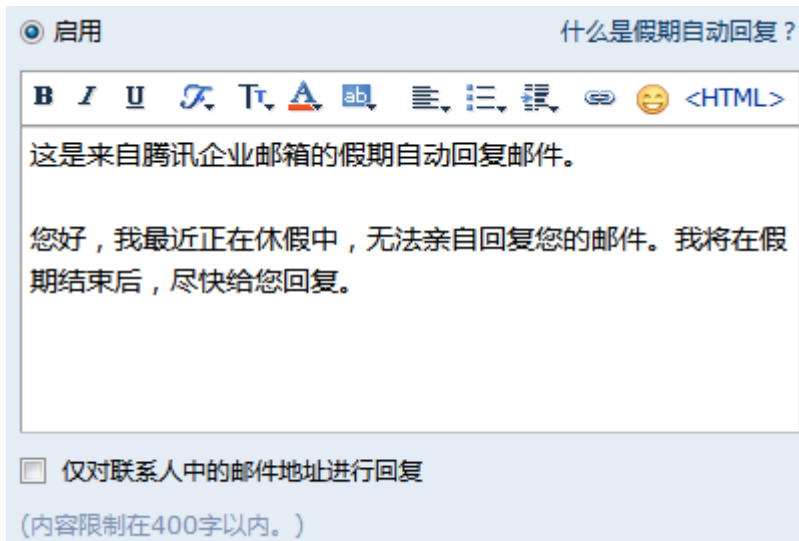 启用 什么是假期自动回复？
B I U ℱ Tт A ab <HTML>
这是来自腾讯企业邮箱的假期自动回复邮件。
您好，我最近正在休假中，无法亲自回复您的邮件。我将在假
期结束后，尽快给您回复。
仅对联系人中的邮件地址进行回复
(内容限制在400字以内。)